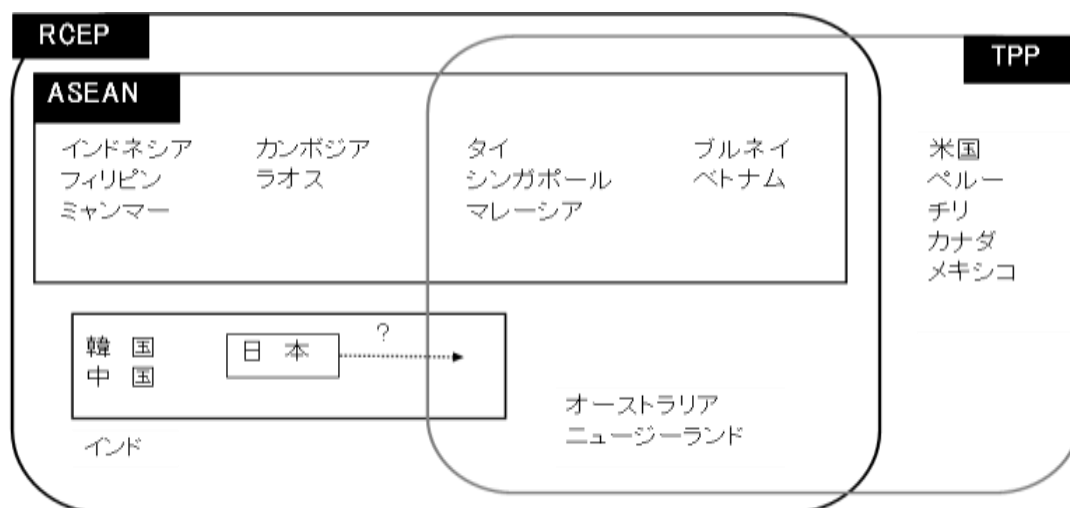 RCEP
TPP
ASEAN
インドネシア カンボジア タイ ブルネイ 米国
フィリピン ラオス シンガポール ベトナム ペルー
ミャンマー マレーシア チリ
カナダ
メキシコ
?
韓 国 日 本
中 国
オーストラリア
ニュージーランド
インド